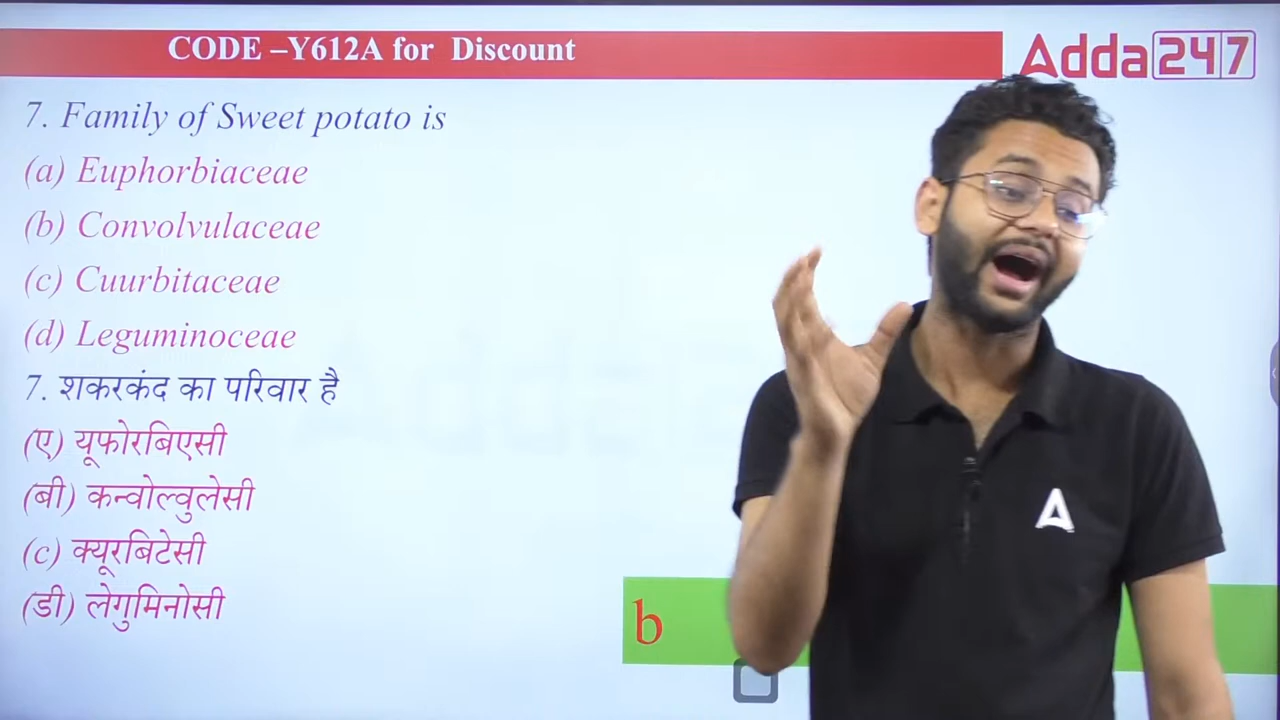 CODE –Y612A for Discount
Adda247
7. Family of Sweet potato is
(a) Euphorbiaceae
(b) Convolvulaceae
(c) Cuurbitaceae
(d) Leguminoceae
7. शकरकंद का परिवार है
(ए) यूफोरबिएसी
(बी) कन्वोल्वुलेसी
(c) क्यूरबिटेसी
(डी) लेगुमिनोसी
b